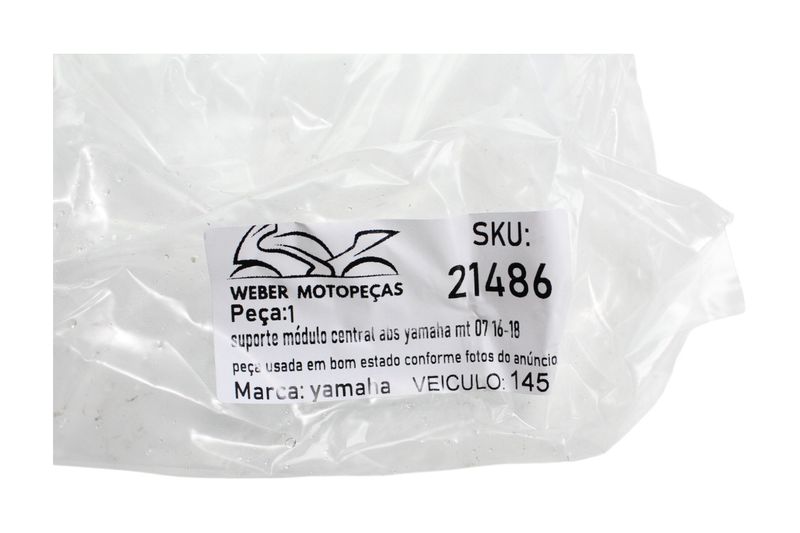 WEBER MOTOPEÇAS
SKU:
21486
Peça:1
suporte módulo central abs yamaha mt 07 16-18
peça usada em bom estado conforme fotos do anúncio
Marca: yamaha VEICULO: 145